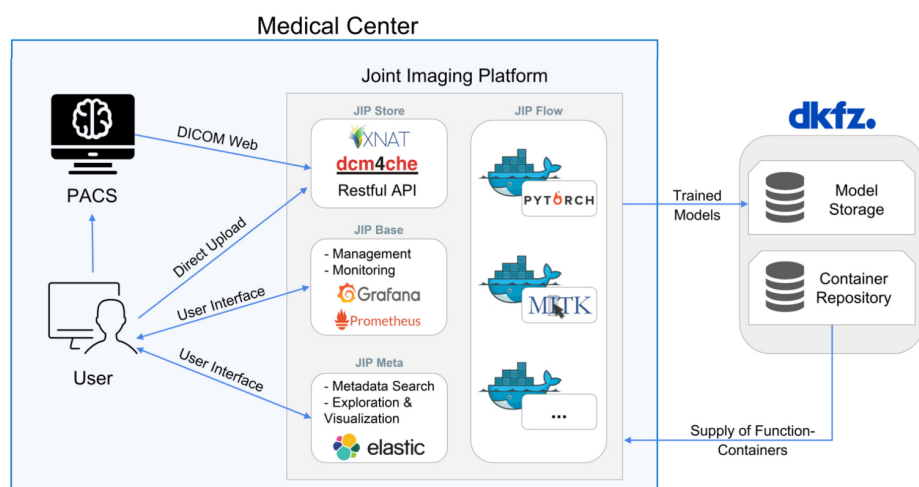 Medical Center
Joint Imaging Platform
JIP Store
XNAT
dcm4che
Restful API
JIP Flow
PYTORCH
MITK
...
JIP Base
- Management
- Monitoring
Grafana
Prometheus
JIP Meta
- Metadata Search
- Exploration &
Visualization
elastic
PACS
User
DICOM Web
Direct Upload
User Interface
User Interface
Trained
Models
dkfz.
Model
Storage
Container
Repository
Supply of Function-
Containers